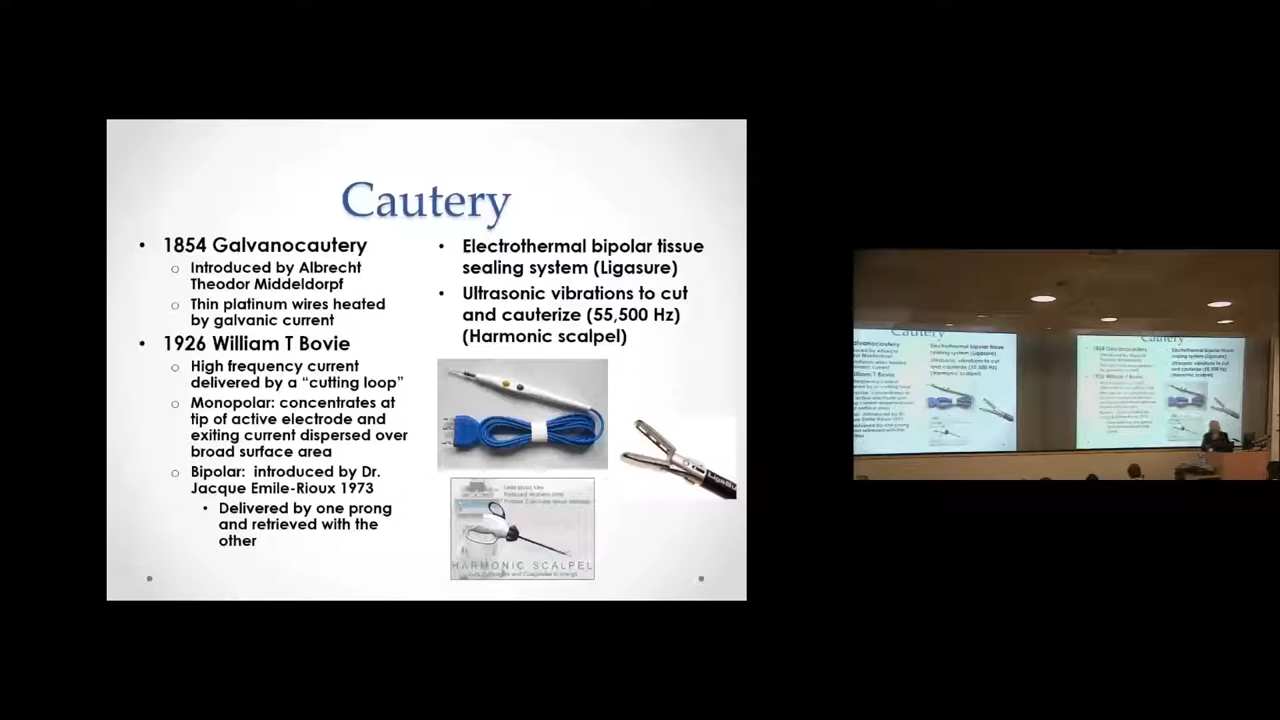 Cautery
• 1854 Galvanocautery
o Introduced by Albrecht
Theodor Middeldorpf
o Thin platinum wires heated
by galvanic current
• 1926 William T Bovie
o High frequency current
delivered by a “cutting loop”
o Monopolar: concentrates at
tip of active electrode and
exiting current dispersed over
broad surface area
o Bipolar: introduced by Dr.
Jacque Emile-Rioux 1973
• Delivered by one prong
and retrieved with the
other
• Electrothermal bipolar tissue
sealing system (Ligasure)
• Ultrasonic vibrations to cut
and cauterize (55,500 Hz)
(Harmonic scalpel)
HARMONIC SCALPEL